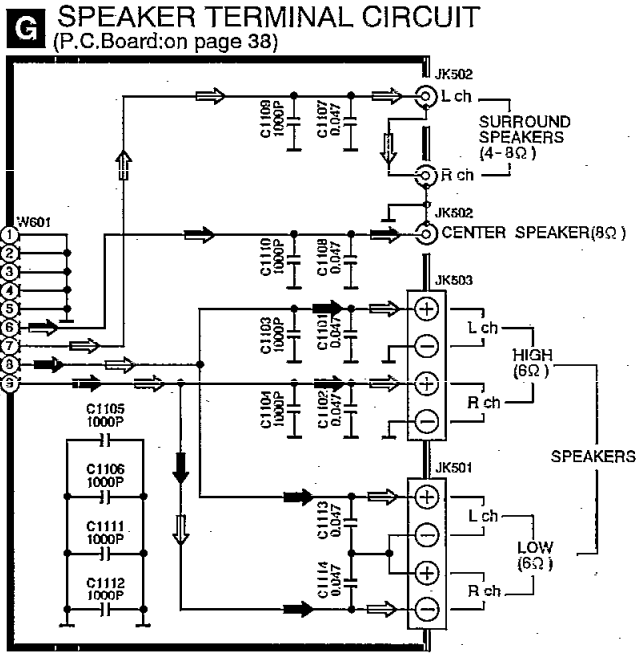 G SPEAKER TERMINAL CIRCUIT
(P.C.Board:on page 38)
JK502
L ch
C1109
1000P
C1107
0.047
SURROUND
SPEAKERS
(4-8Ω)
R ch
W601
JK502
CENTER SPEAKER(8Ω)
1
2
3
4
5
6
7
8
9
C1110
1000P
C1108
0.047
JK503
C1103
1000P
C1101
0.047
+
L ch
−
HIGH
(6Ω)
C1104
1000P
C1102
0.047
+
R ch
−
C1105
1000P
C1106
1000P
C1111
1000P
C1112
1000P
SPEAKERS
JK501
C1113
0.047
+
L ch
−
LOW
(6Ω)
C1114
0.047
+
R ch
−